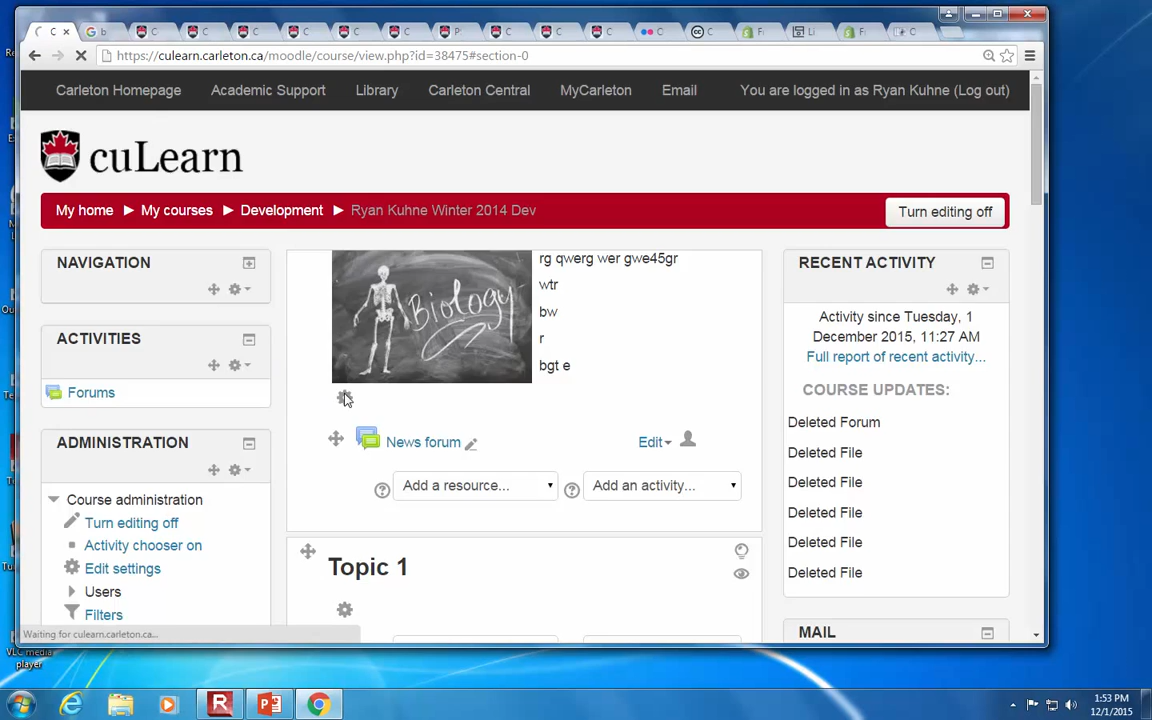 https://culearn.carleton.ca/moodle/course/view.php?id=38475#section-0
Carleton Homepage Academic Support Library Carleton Central MyCarleton Email You are logged in as Ryan Kuhne (Log out)
cuLearn
My home ▶ My courses ▶ Development ▶ Ryan Kuhne Winter 2014 Dev Turn editing off
NAVIGATION
ACTIVITIES
Forums
ADMINISTRATION
Course administration
Turn editing off
Activity chooser on
Edit settings
Users
Filters
Waiting for culearn.carleton.ca...
Biology
rg qwerg wer gwe45gr
wtr
bw
r
bgt e
News forum Edit
Add a resource... Add an activity...
Topic 1
RECENT ACTIVITY
Activity since Tuesday, 1
December 2015, 11:27 AM
Full report of recent activity...
COURSE UPDATES:
Deleted Forum
Deleted File
Deleted File
Deleted File
Deleted File
Deleted File
MAIL
player
1:53 PM
12/1/2015